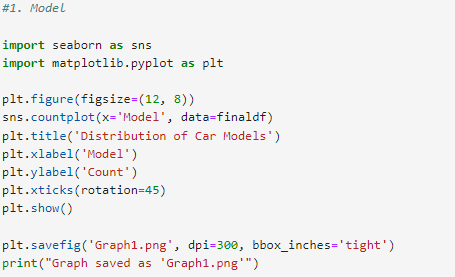 #1. Model
import seaborn as sns
import matplotlib.pyplot as plt
plt.figure(figsize=(12, 8))
sns.countplot(x='Model', data=finaldf)
plt.title('Distribution of Car Models')
plt.xlabel('Model')
plt.ylabel('Count')
plt.xticks(rotation=45)
plt.show()
plt.savefig('Graph1.png', dpi=300, bbox_inches='tight')
print("Graph saved as 'Graph1.png'")